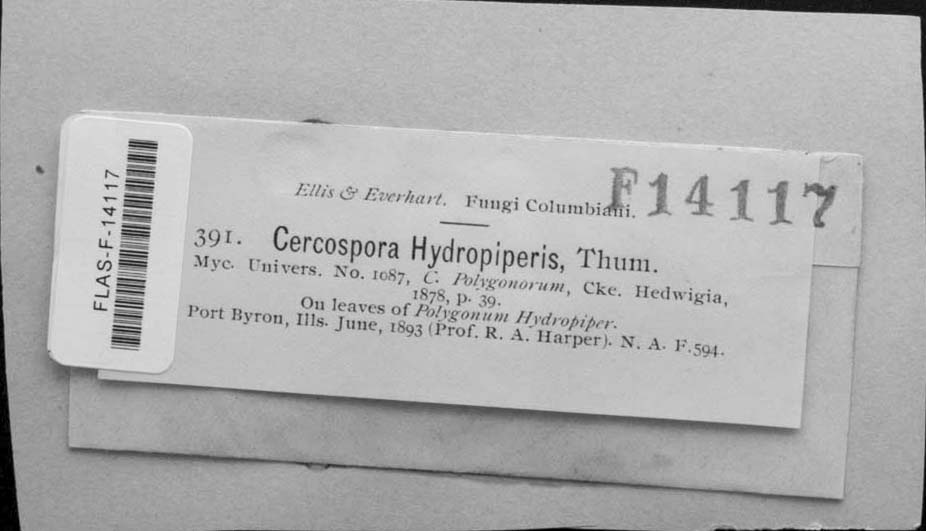 FLAS-F-14117
F14117
Ellis & Everhart. Fungi Columbiani.
391. Cercospora Hydropiperis, Thum.
Myc. Univers. No. 1087, C. Polygonorum, Cke. Hedwigia,
1878, p. 39.
On leaves of Polygonum Hydropiper.
Port Byron, Ills. June, 1893 (Prof. R. A. Harper). N. A. F. 594.